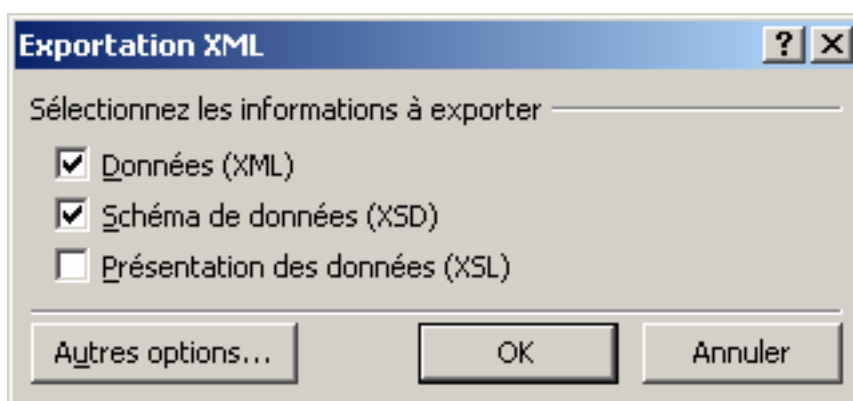 Exportation XML
Sélectionnez les informations à exporter
Données (XML)
Schéma de données (XSD)
Présentation des données (XSL)
Autres options... OK Annuler